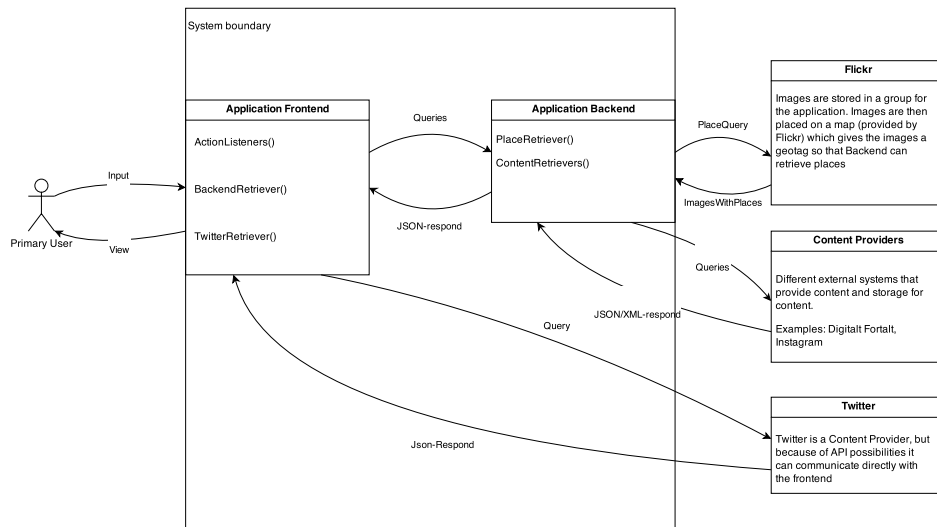 System boundary
Application Frontend
ActionListeners()
BackendRetriever()
TwitterRetriever()
Queries
JSON-respond
Application Backend
PlaceRetriever()
ContentRetrievers()
PlaceQuery
ImagesWithPlaces
Flickr
Images are stored in a group for
the application. Images are then
placed on a map (provided by
Flickr) which gives the images a
geotag so that Backend can
retrieve places
Input
View
Primary User
Queries
JSON/XML-respond
Content Providers
Different external systems that
provide content and storage for
content.
Examples: Digitalt Fortalt,
Instagram
Query
Json-Respond
Twitter
Twitter is a Content Provider, but
because of API possibilities it
can communicate directly with
the frontend